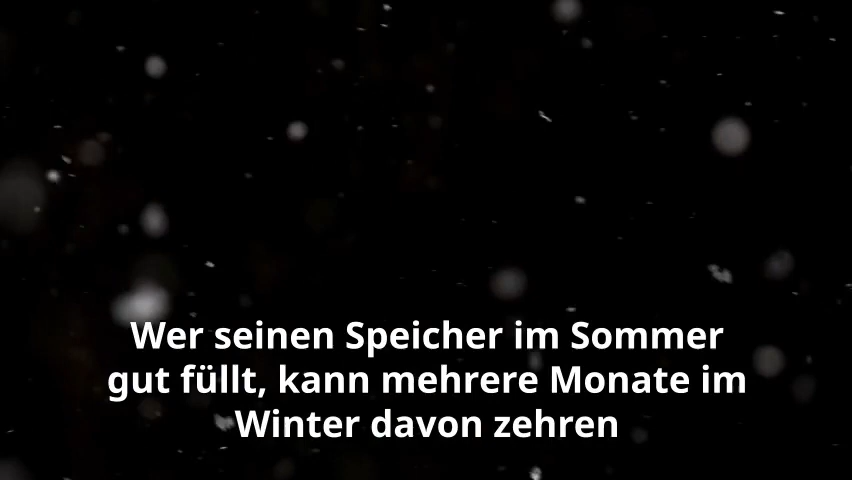 Wer seinen Speicher im Sommer
gut füllt, kann mehrere Monate im
Winter davon zehren